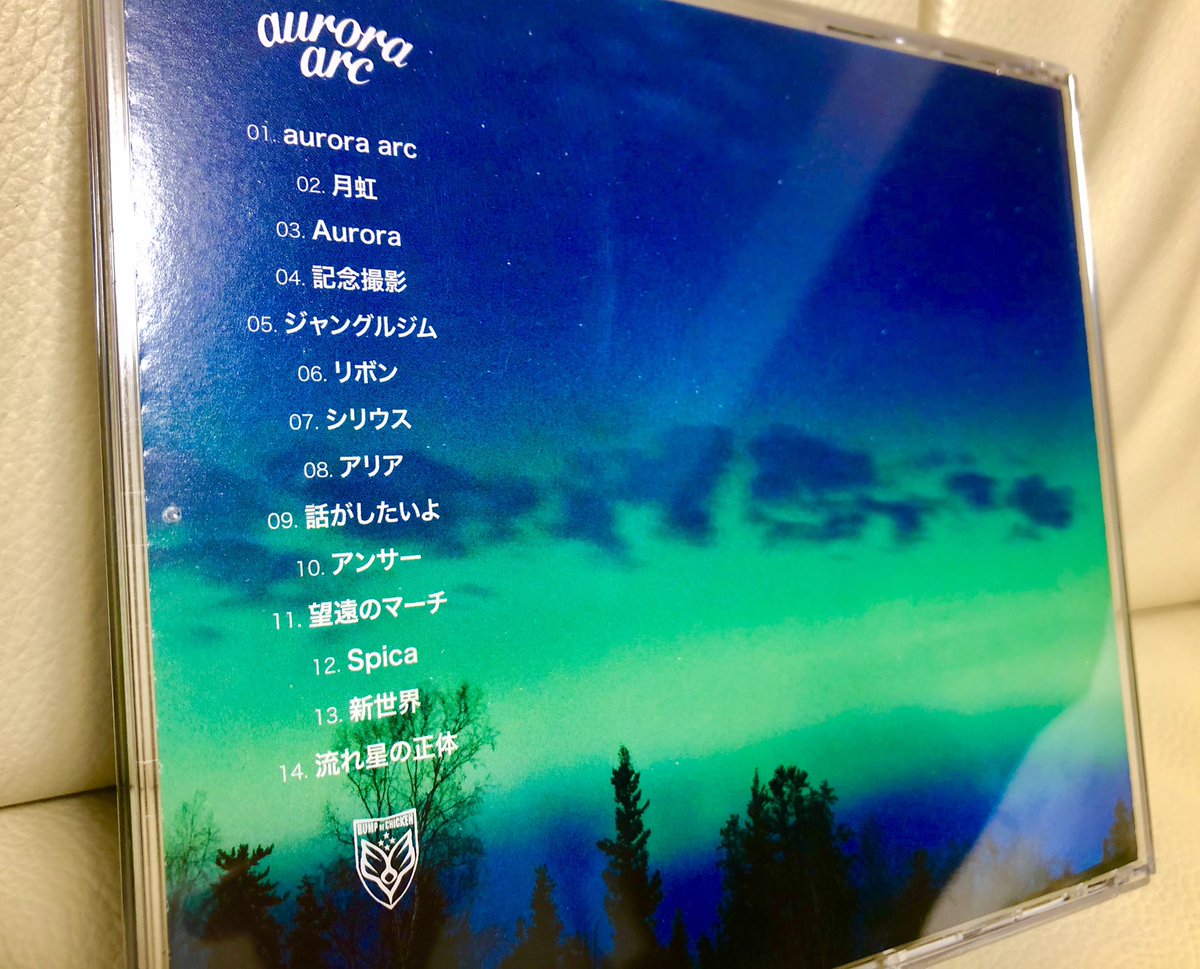 aurora
arc
01. aurora arc
02. 月虹
03. Aurora
04. 記念撮影
05. ジャングルジム
06. リボン
07. シリウス
08. アリア
09. 話がしたいよ
10. アンサー
11. 望遠のマーチ
12. Spica
13. 新世界
14. 流れ星の正体
BUMP OF CHICKEN